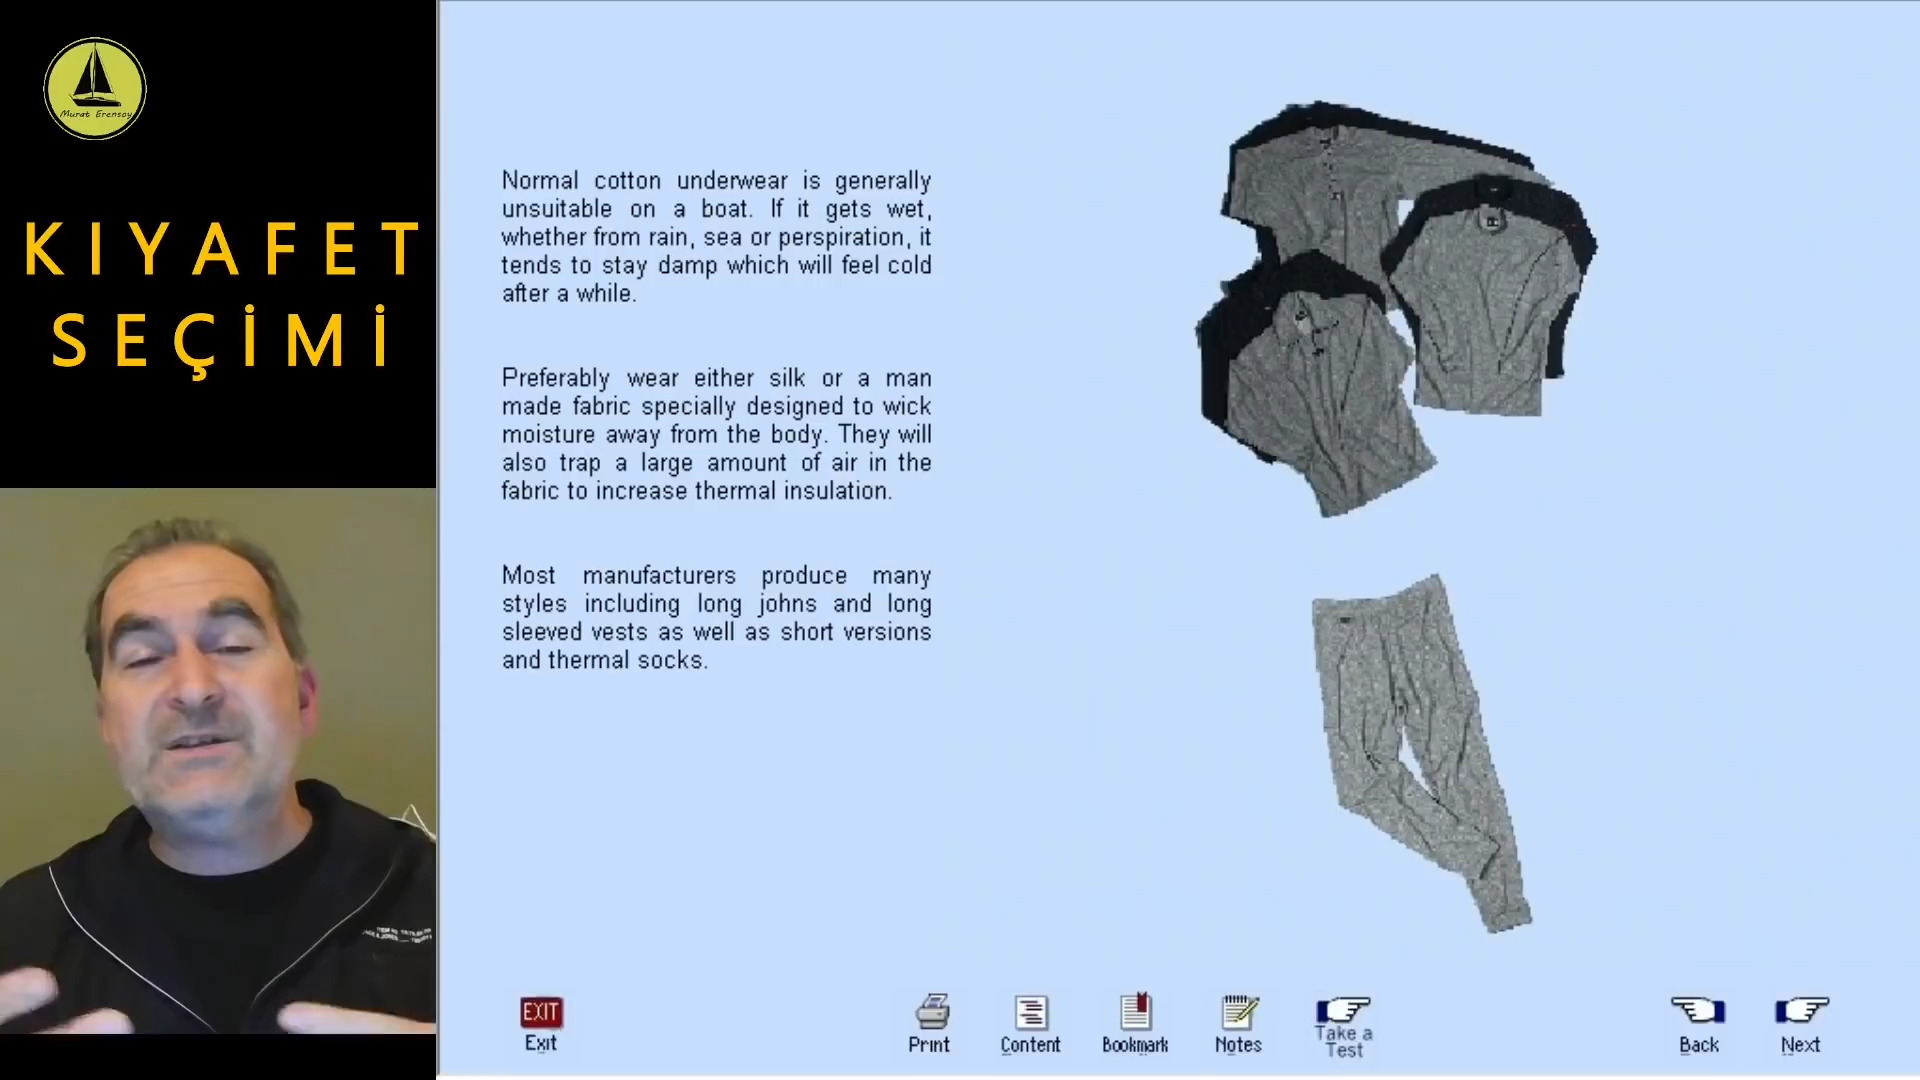 Murat Erensoy
KIYAFET
SEÇİMİ
Normal cotton underwear is generally
unsuitable on a boat. If it gets wet,
whether from rain, sea or perspiration, it
tends to stay damp which will feel cold
after a while.
Preferably wear either silk or a man
made fabric specially designed to wick
moisture away from the body. They will
also trap a large amount of air in the
fabric to increase thermal insulation.
Most manufacturers produce many
styles including long johns and long
sleeved vests as well as short versions
and thermal socks.
EXIT
Exit
Print
Content
Bookmark
Notes
Take a
Test
Back
Next